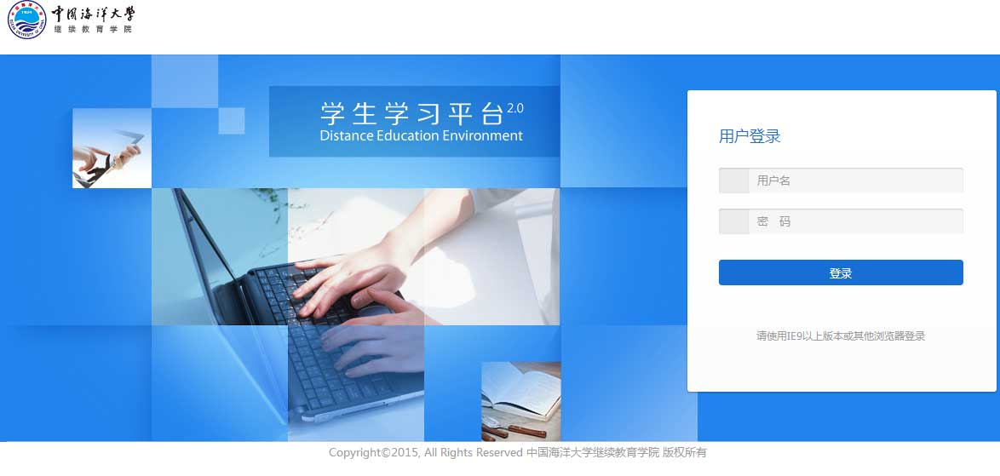 中国海洋大学
继续教育学院
学生学习平台2.0
Distance Education Environment
用户登录
用户名
密 码
登录
请使用IE9以上版本或其他浏览器登录
Copyright©2015, All Rights Reserved 中国海洋大学继续教育学院 版权所有